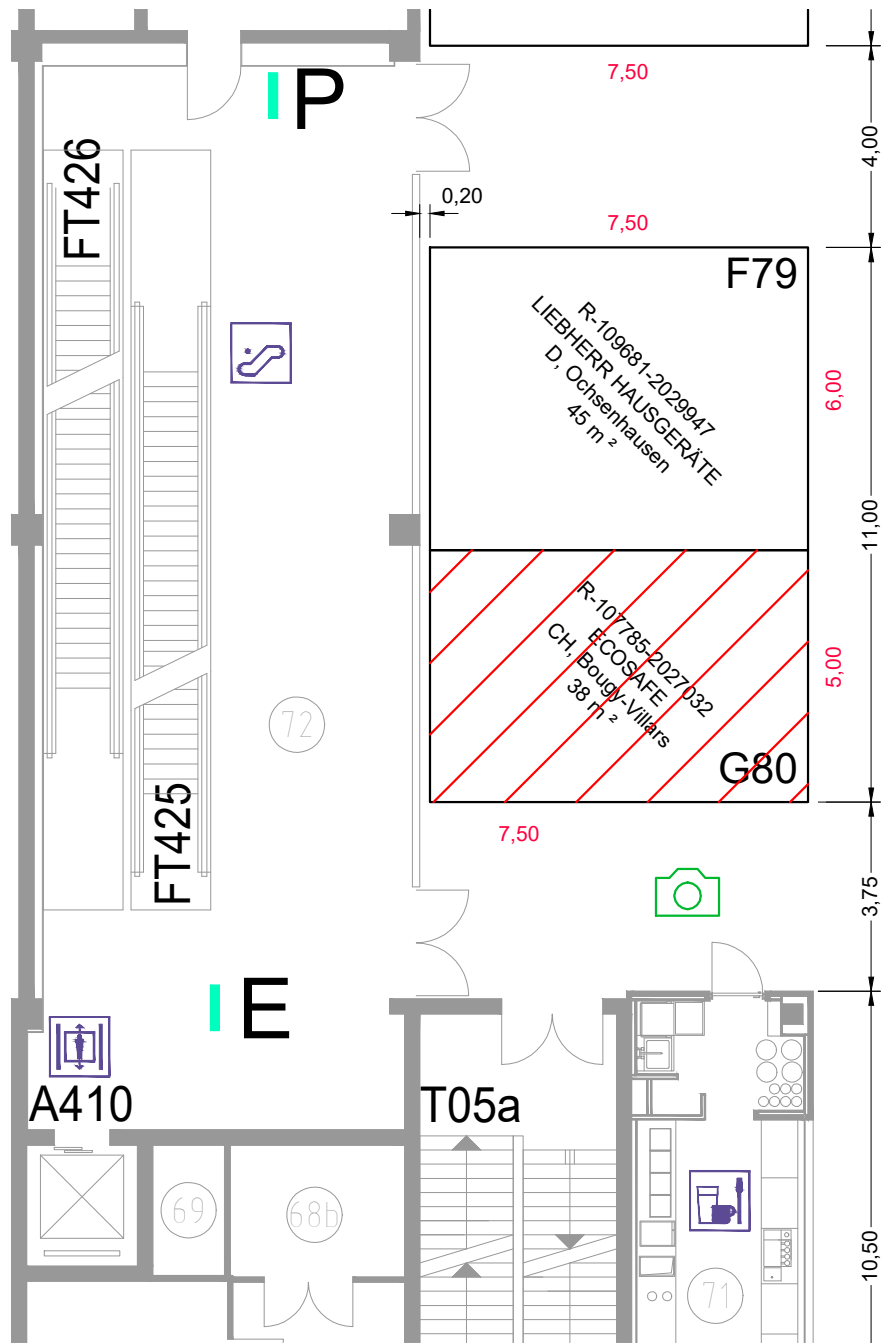 P
7,50
4,00
FT426
0,20
7,50
F79
R-109681-2029947
LIEBHERR HAUSGERÄTE
D, Ochsenhausen
45 m ²
6,00
11,00
R-107785-2027032
ECOSAFE
CH, Bougy-Villars
38 m ²
5,00
72
G80
FT425
7,50
3,75
E
A410
T05a
69
68b
71
10,50